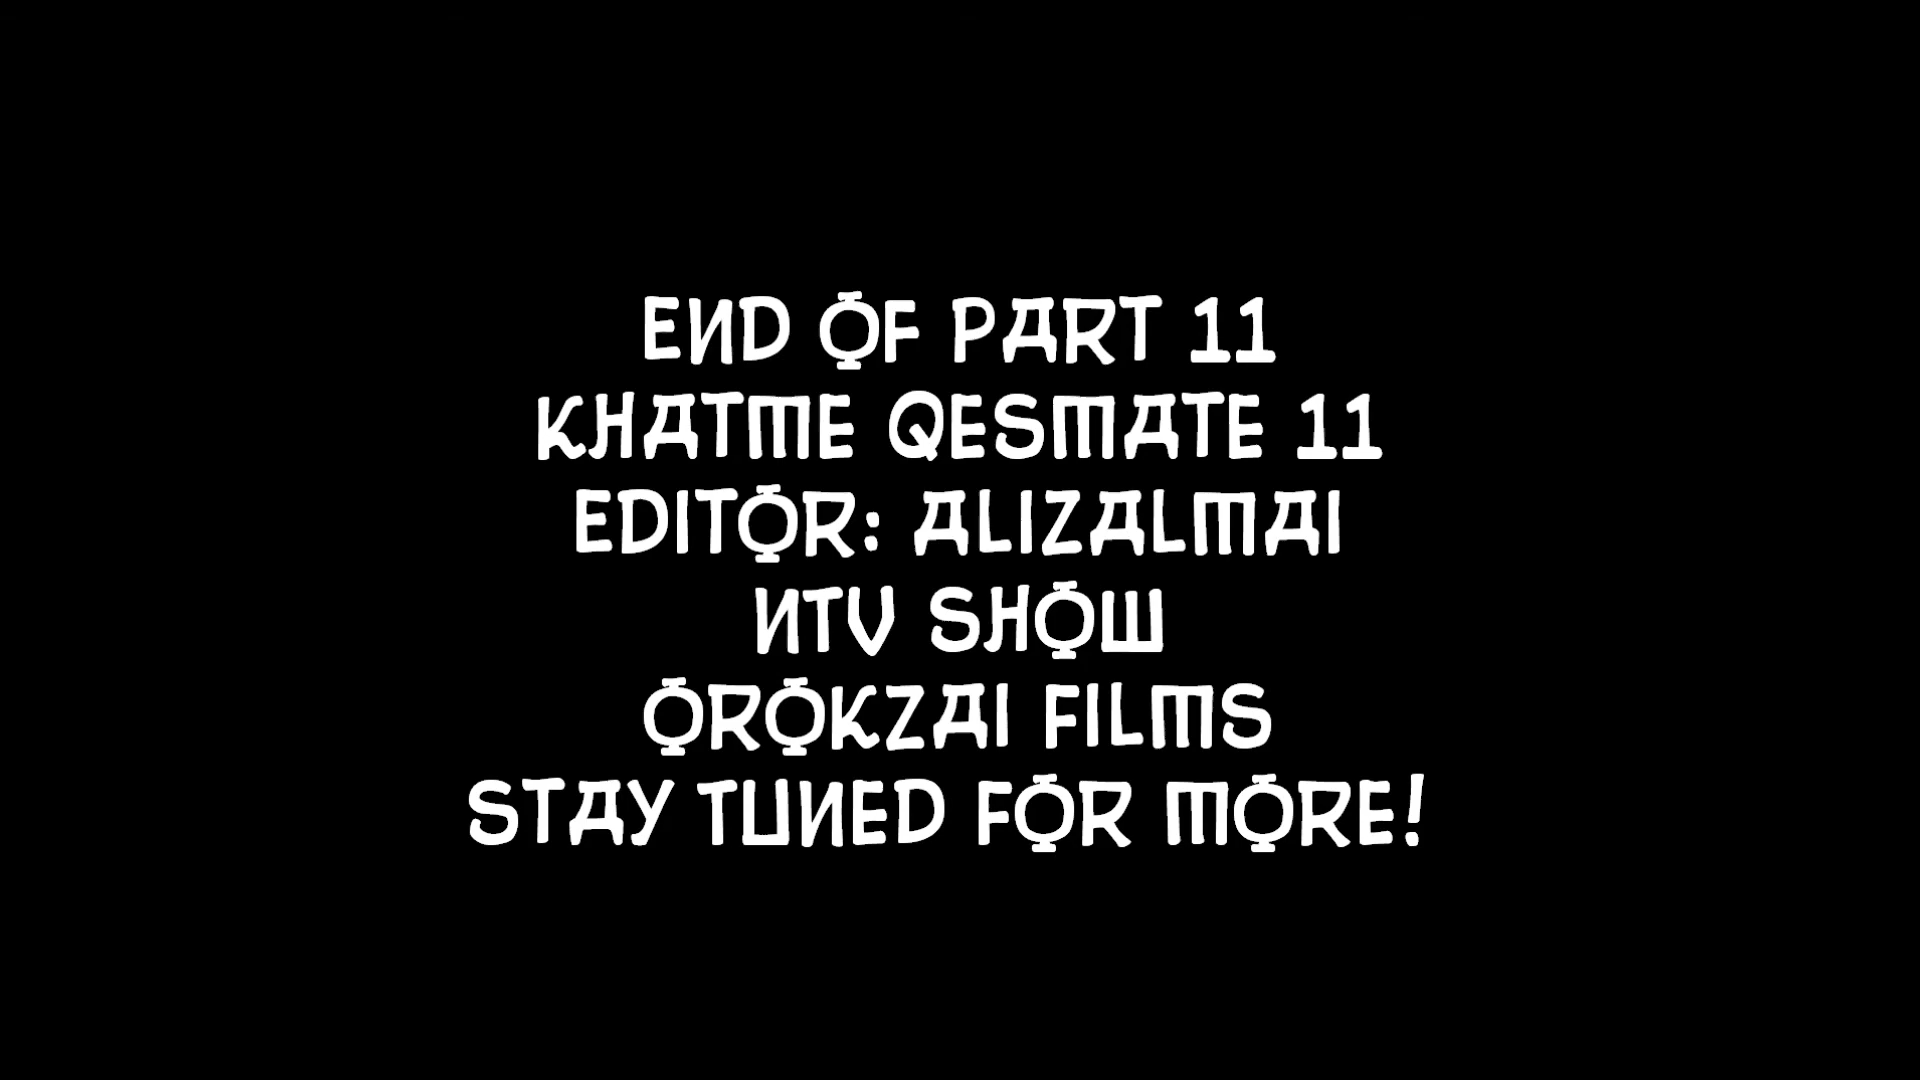 END OF PART 11
KHATME QESMATE 11
EDITOR: ALIZALMAI
NTV SHOW
OROKZAI FILMS
STAY TUNED FOR MORE!